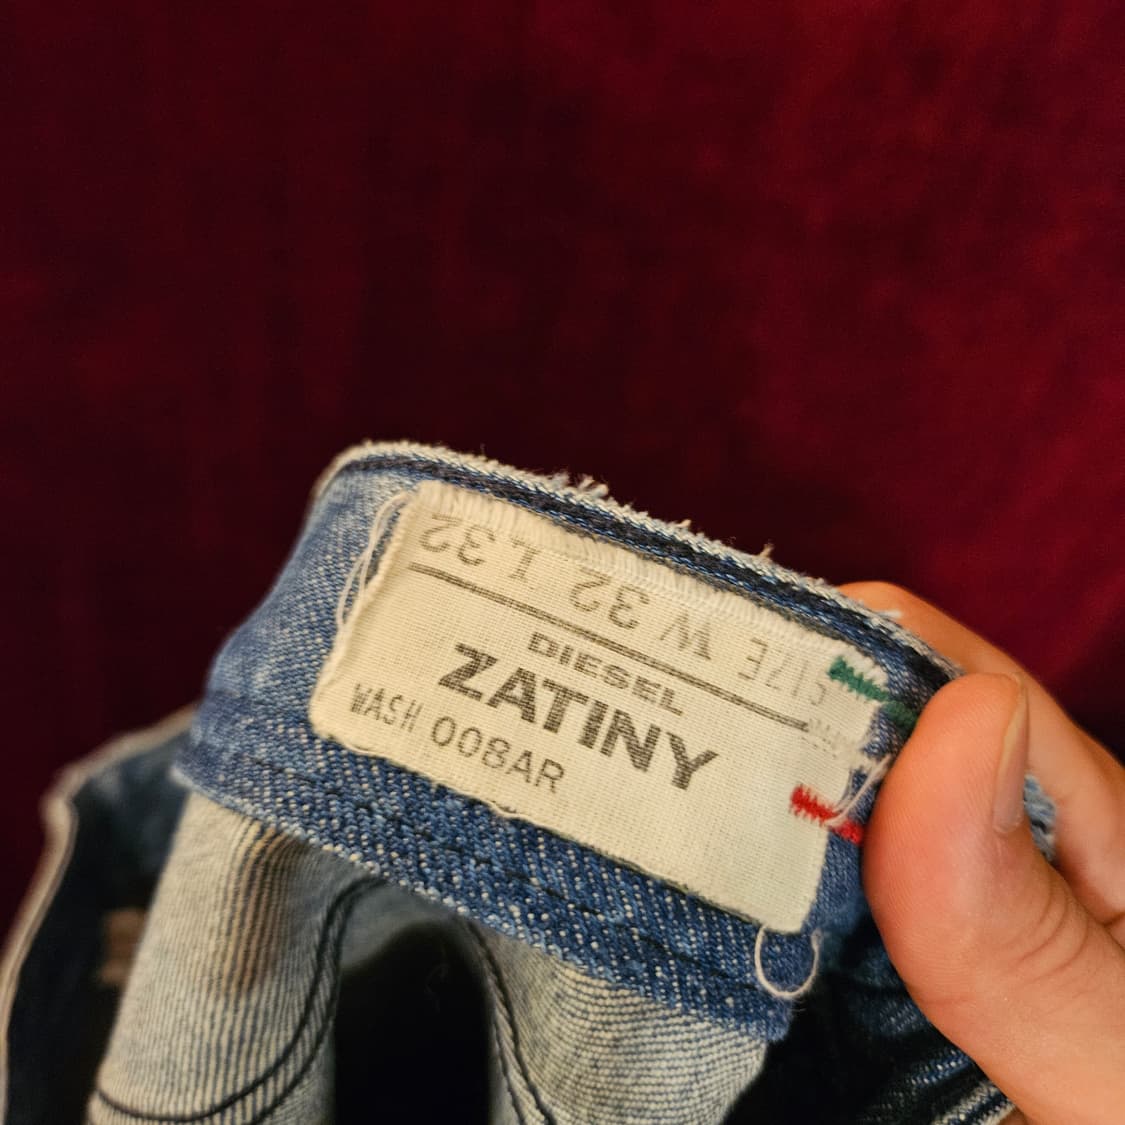 SIZE W 32 L 32
DIESEL
ZATINY
WASH 008AR